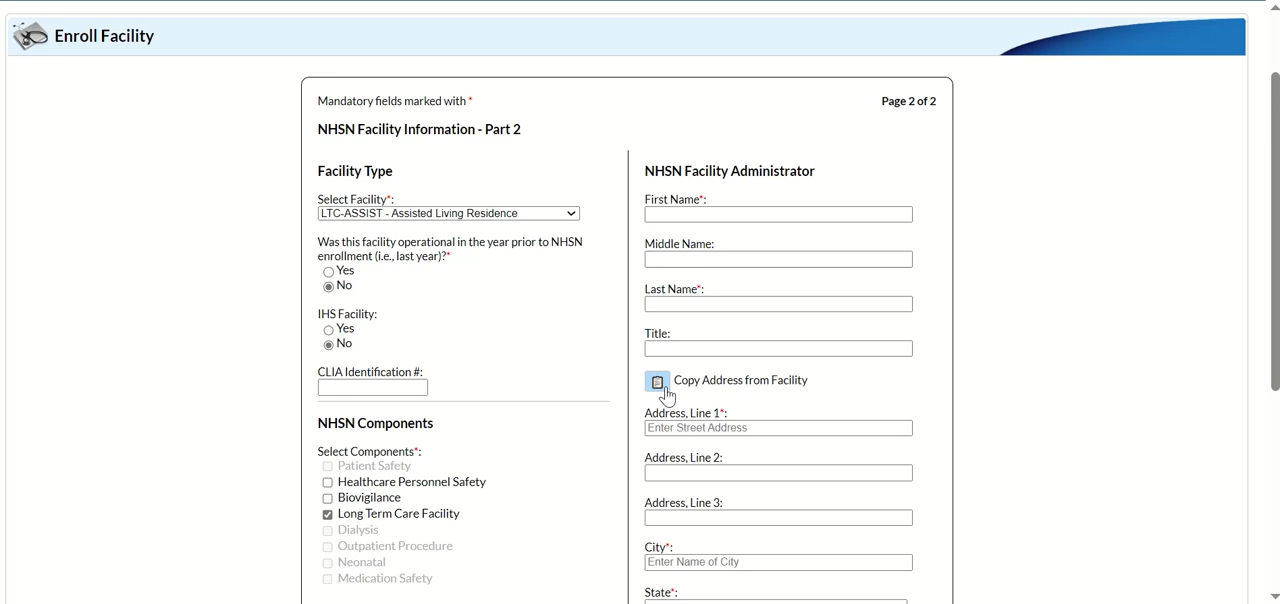 Enroll Facility
Mandatory fields marked with *
Page 2 of 2
NHSN Facility Information - Part 2
Facility Type
Select Facility*:
LTC-ASSIST - Assisted Living Residence
Was this facility operational in the year prior to NHSN
enrollment (i.e., last year)?*
Yes
No
IHS Facility:
Yes
No
CLIA Identification #:
NHSN Components
Select Components*:
Patient Safety
Healthcare Personnel Safety
Biovigilance
Long Term Care Facility
Dialysis
Outpatient Procedure
Neonatal
Medication Safety
NHSN Facility Administrator
First Name*:
Middle Name:
Last Name*:
Title:
Copy Address from Facility
Address, Line 1*:
Enter Street Address
Address, Line 2:
Address, Line 3:
City*:
Enter Name of City
State*: